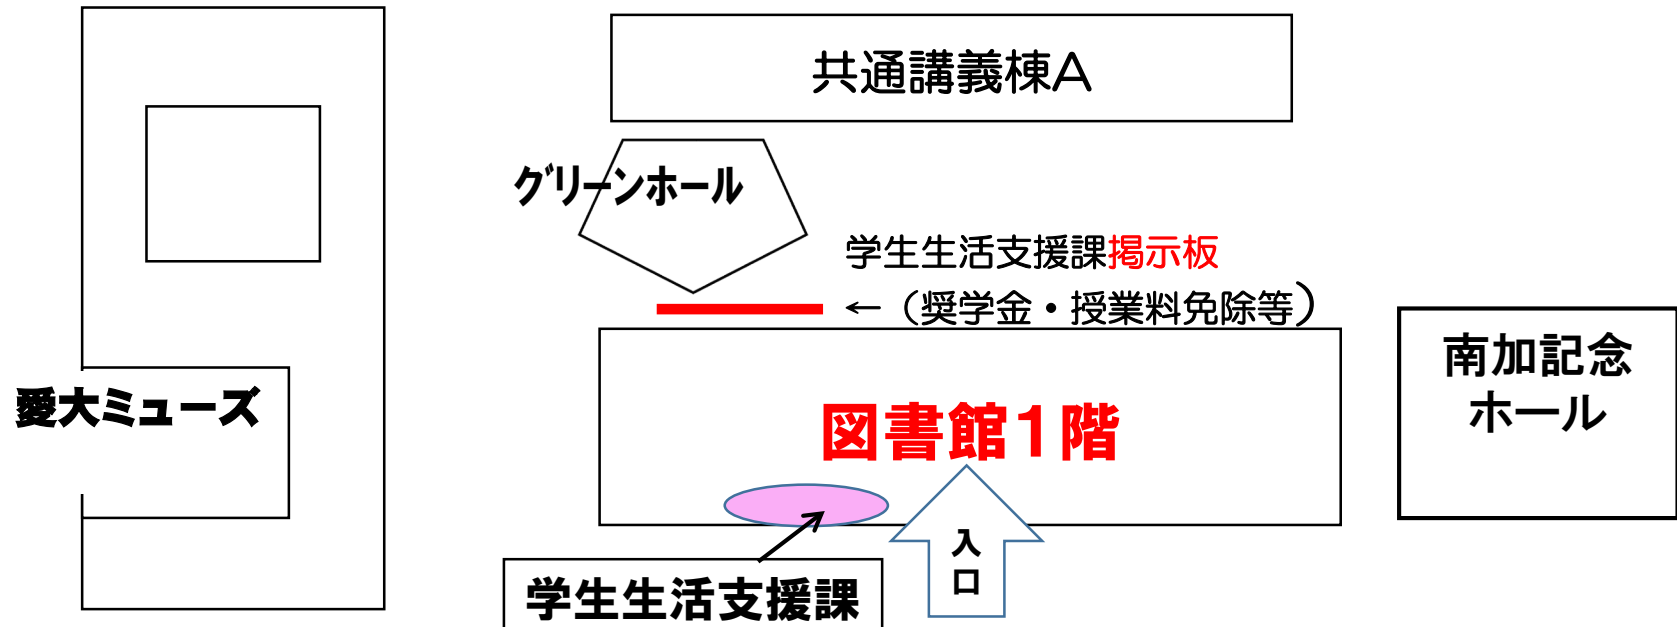 共通講義棟A
グリーンホール
学生生活支援課掲示板
←（奨学金・授業料免除等）
南加記念
ホール
愛大ミューズ
図書館１階
入
口
学生生活支援課